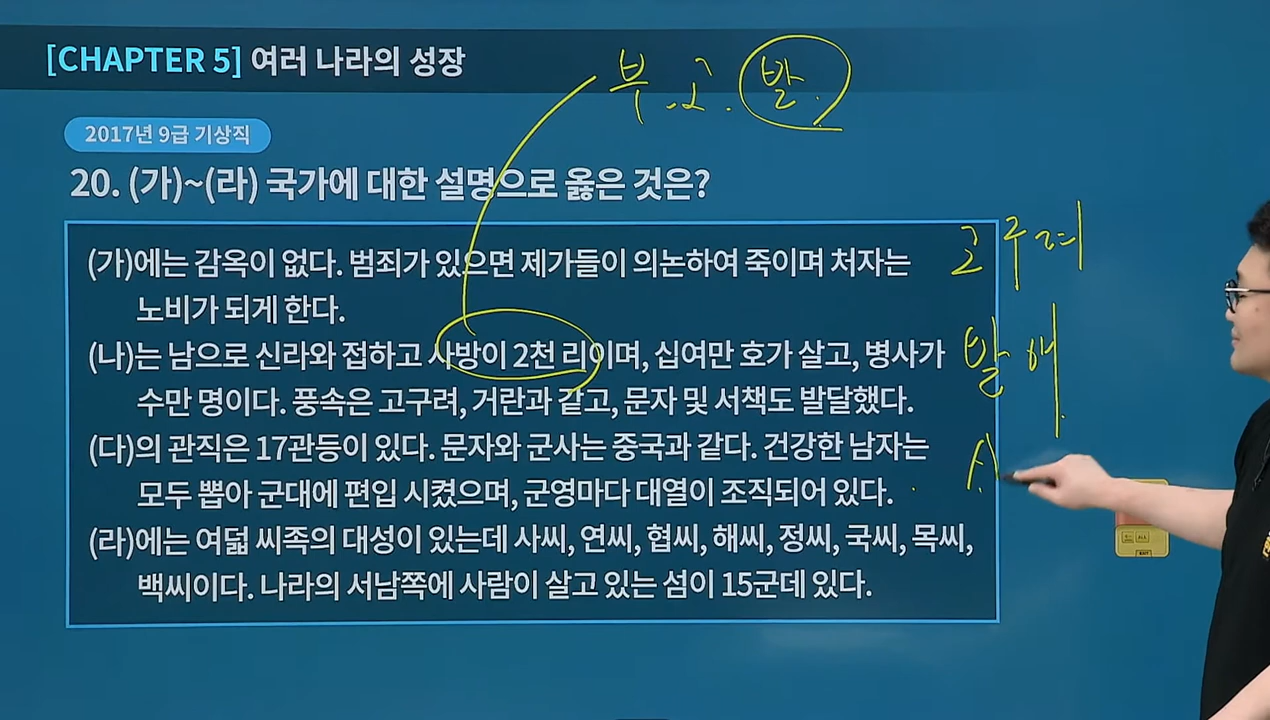 [CHAPTER 5] 여러 나라의 성장
부.고.발.
2017년 9급 기상직
20. (가)~(라) 국가에 대한 설명으로 옳은 것은?
(가)에는 감옥이 없다. 범죄가 있으면 제가들이 의논하여 죽이며 처자는
노비가 되게 한다.
고구려
(나)는 남으로 신라와 접하고 사방이 2천 리이며, 십여만 호가 살고, 병사가
수만 명이다. 풍속은 고구려, 거란과 같고, 문자 및 서책도 발달했다.
발해
(다)의 관직은 17관등이 있다. 문자와 군사는 중국과 같다. 건강한 남자는
모두 뽑아 군대에 편입 시켰으며, 군영마다 대열이 조직되어 있다.
시
(라)에는 여덟 씨족의 대성이 있는데 사씨, 연씨, 협씨, 해씨, 정씨, 국씨, 목씨,
백씨이다. 나라의 서남쪽에 사람이 살고 있는 섬이 15군데 있다.